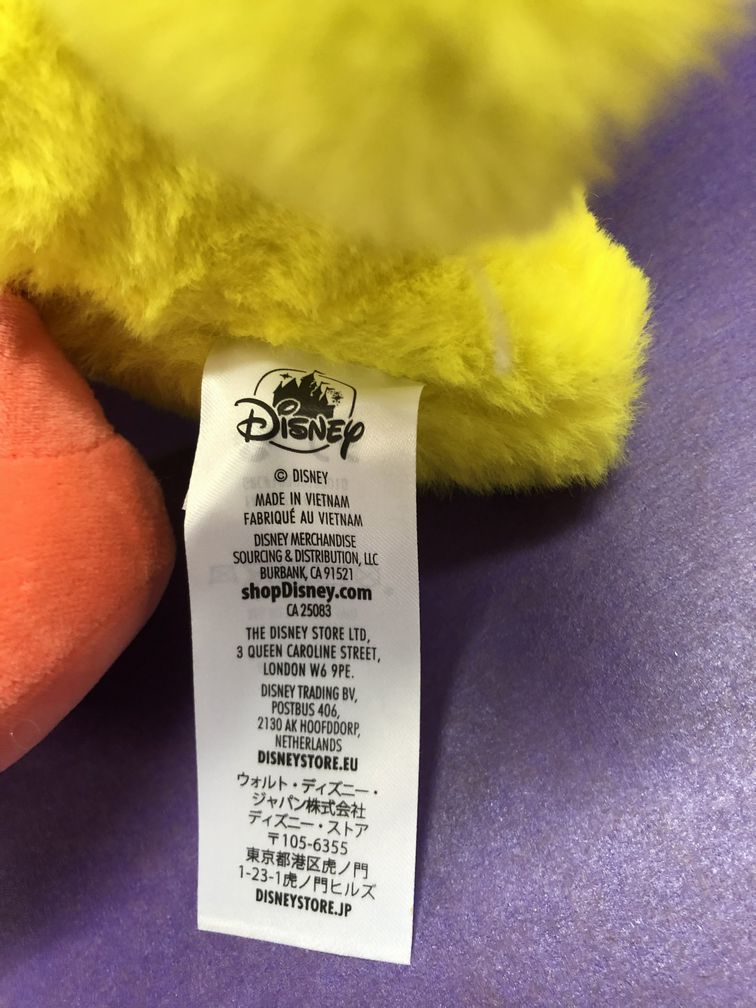 Disney
© DISNEY
MADE IN VIETNAM
FABRIQUÉ AU VIETNAM
DISNEY MERCHANDISE
SOURCING & DISTRIBUTION, LLC
BURBANK, CA 91521
shopDisney.com
CA 25083
THE DISNEY STORE LTD,
3 QUEEN CAROLINE STREET,
LONDON W6 9PE.
DISNEY TRADING BV,
POSTBUS 406,
2130 AK HOOFDDORP,
NETHERLANDS
DISNEYSTORE.EU
ウォルト・ディズニー・
ジャパン株式会社
ディズニー・ストア
〒105-6355
東京都港区虎ノ門
1-23-1虎ノ門ヒルズ
DISNEYSTORE.JP